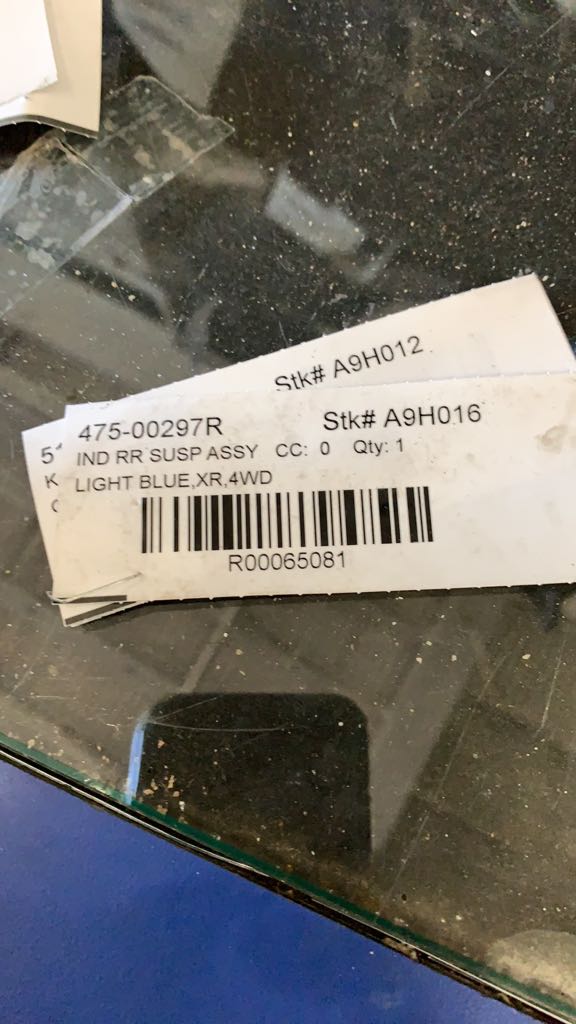 Stk# A9H012
475-00297R Stk# A9H016
IND RR SUSP ASSY CC: 0 Qty: 1
LIGHT BLUE,XR,4WD
R00065081